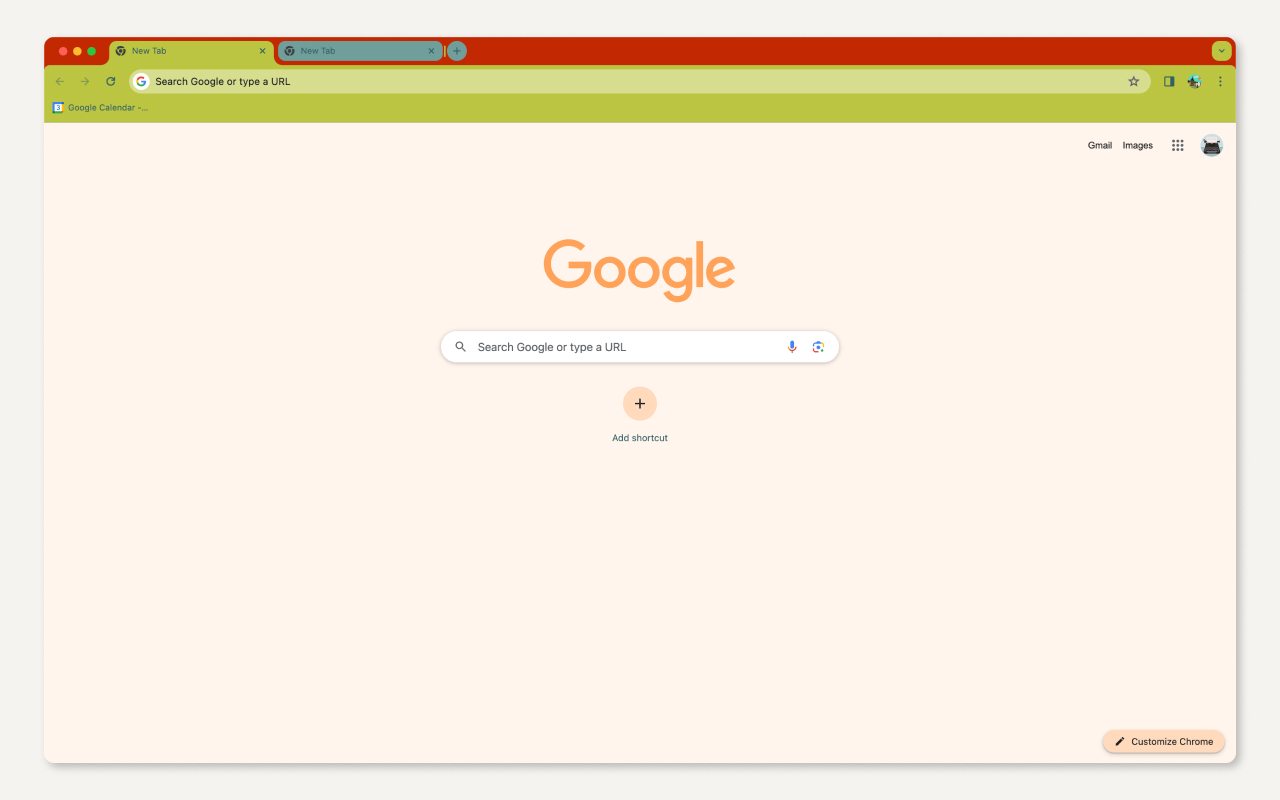 New Tab
New Tab
Search Google or type a URL
3 Google Calendar -...
Gmail Images
Google
Search Google or type a URL
Add shortcut
Customize Chrome